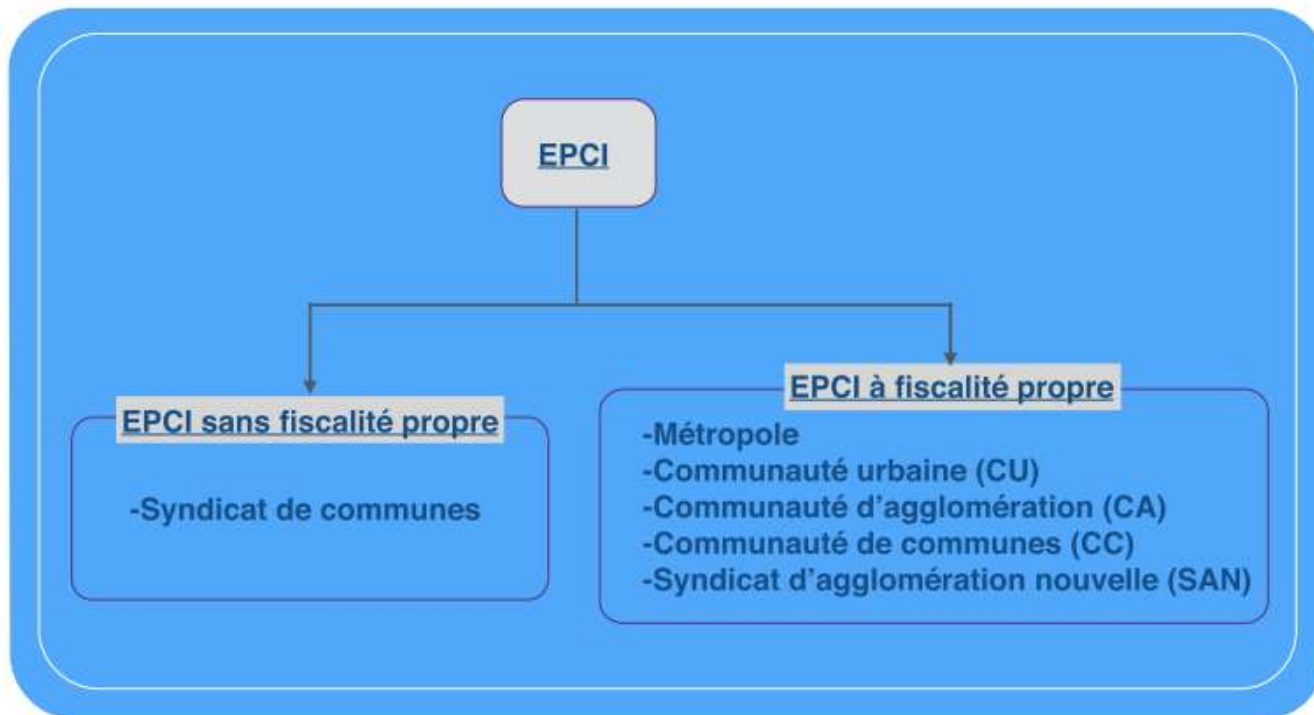 EPCI
EPCI sans fiscalité propre
-Syndicat de communes
EPCI à fiscalité propre
-Métropole
-Communauté urbaine (CU)
-Communauté d’agglomération (CA)
-Communauté de communes (CC)
-Syndicat d’agglomération nouvelle (SAN)